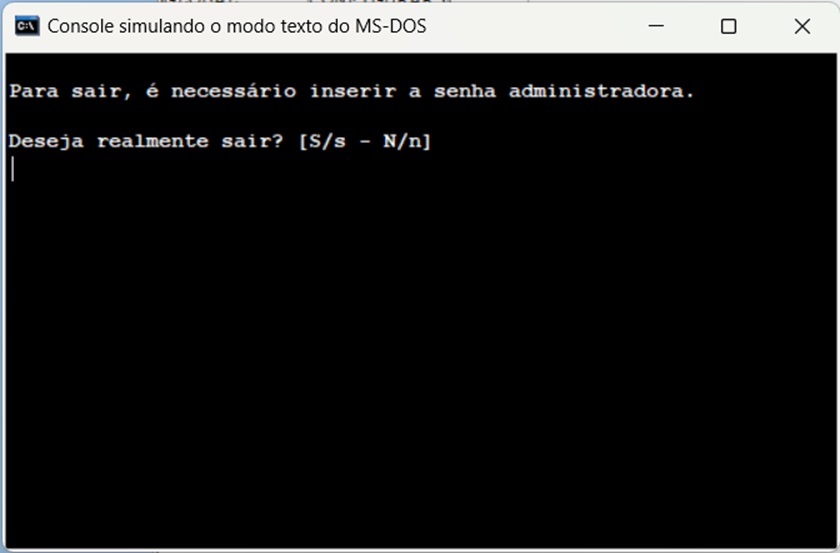 Console simulando o modo texto do MS-DOS
Para sair, é necessário inserir a senha administradora.
Deseja realmente sair? [S/s - N/n]